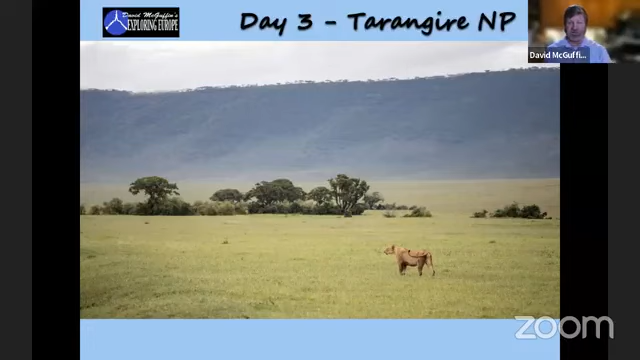 David McGuffin's
EXPLORING EUROPE
Day 3 - Tarangire NP
David McGuffi...
zoom